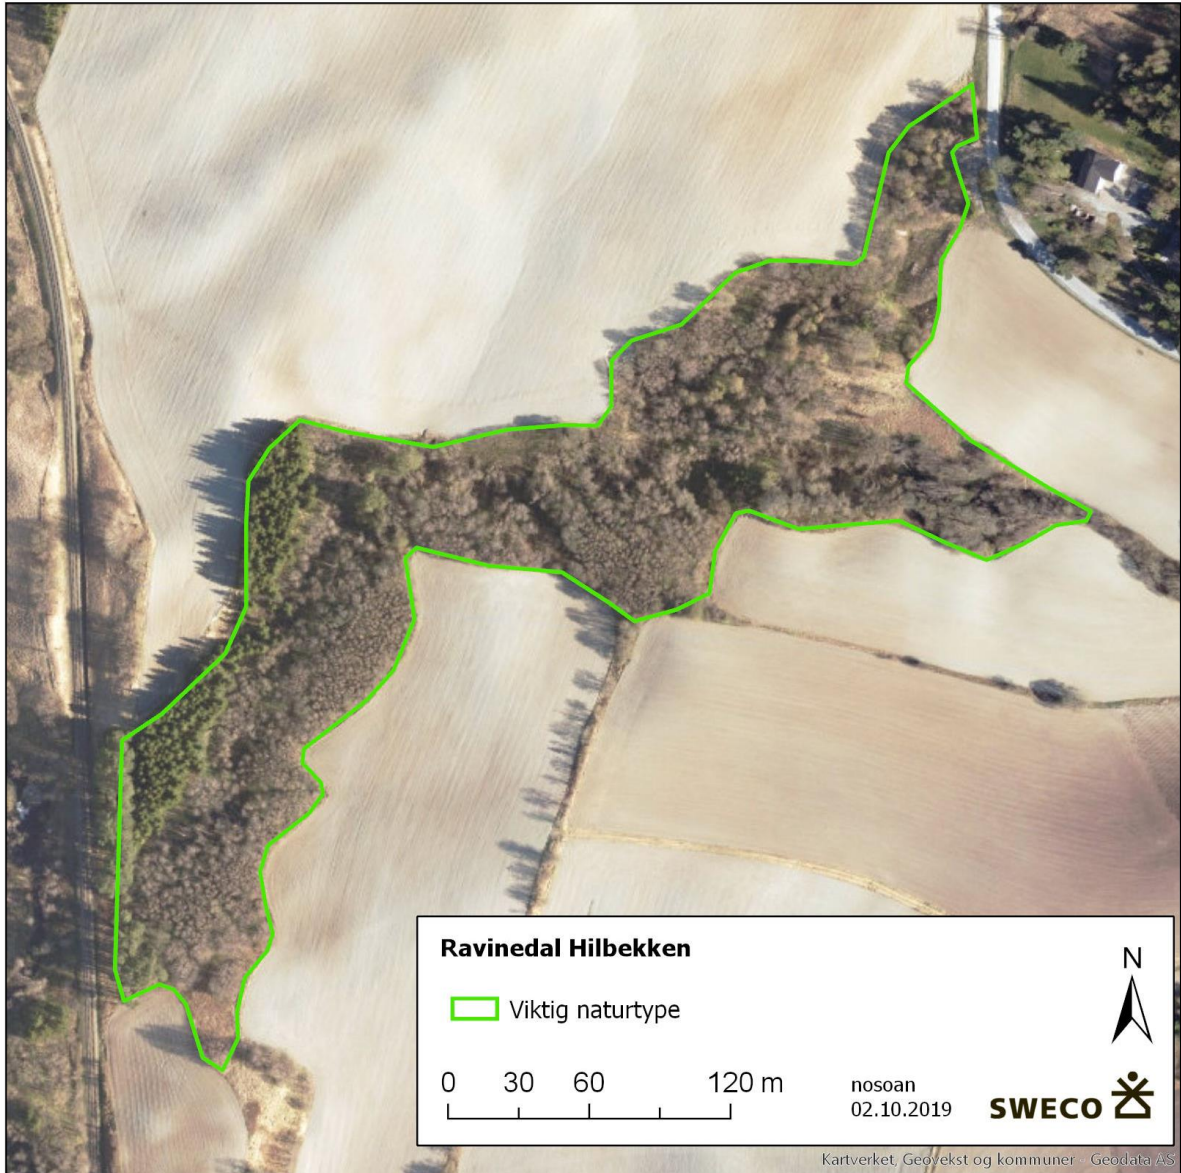 Ravinedal Hilbekken
Viktig naturtype
N
0 30 60 120 m
nosoan
02.10.2019
SWECO
Kartverket, Geovekst og kommuner - Geodata AS